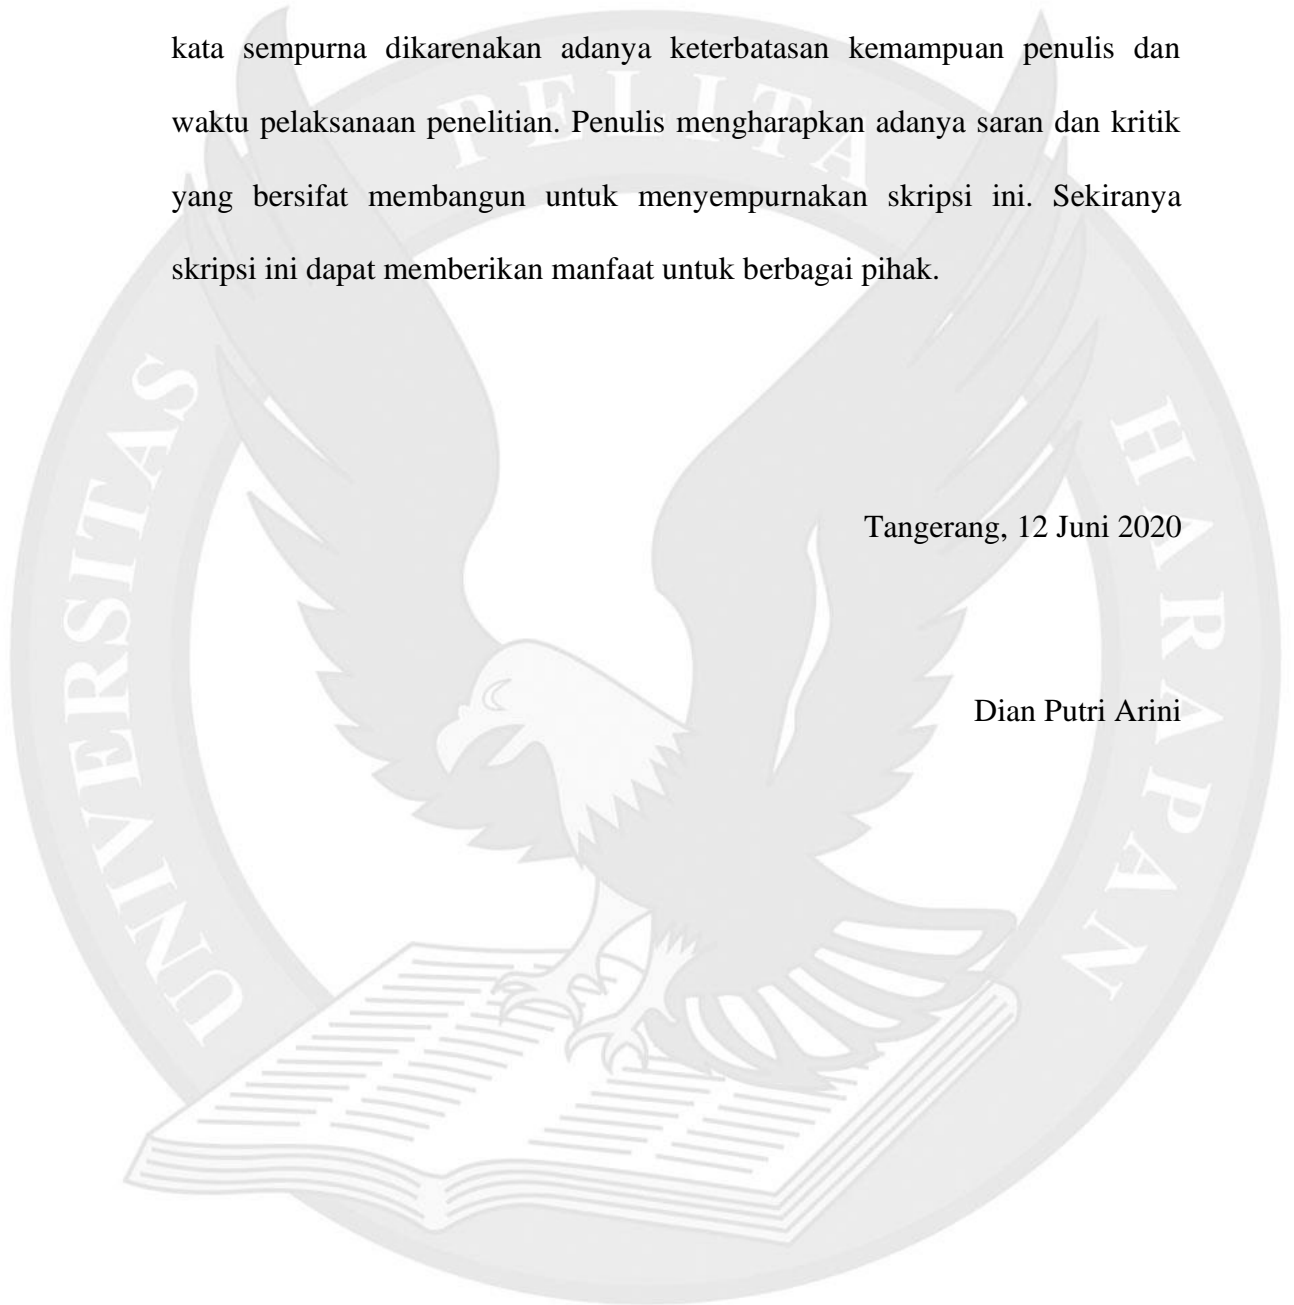 kata sempurna dikarenakan adanya keterbatasan kemampuan penulis dan
waktu pelaksanaan penelitian. Penulis mengharapkan adanya saran dan kritik
yang bersifat membangun untuk menyempurnakan skripsi ini. Sekiranya
skripsi ini dapat memberikan manfaat untuk berbagai pihak.
Tangerang, 12 Juni 2020
Dian Putri Arini
UNIVERSITAS PELITA HARAPAN